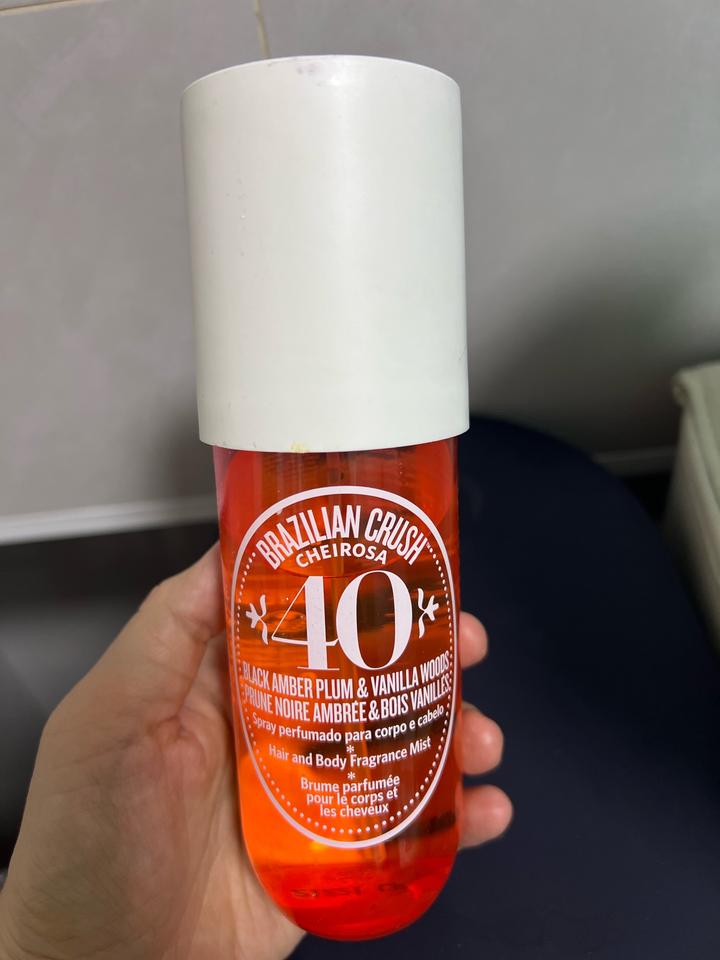 BRAZILIAN CRUSH™
CHEIROSA
40
BLACK AMBER PLUM & VANILLA WOODS
PRUNE NOIRE AMBRÉE & BOIS VANILLÉS
Spray perfumado para corpo e cabelo
*
Hair and Body Fragrance Mist
*
Brume parfumée
pour le corps et
les cheveux